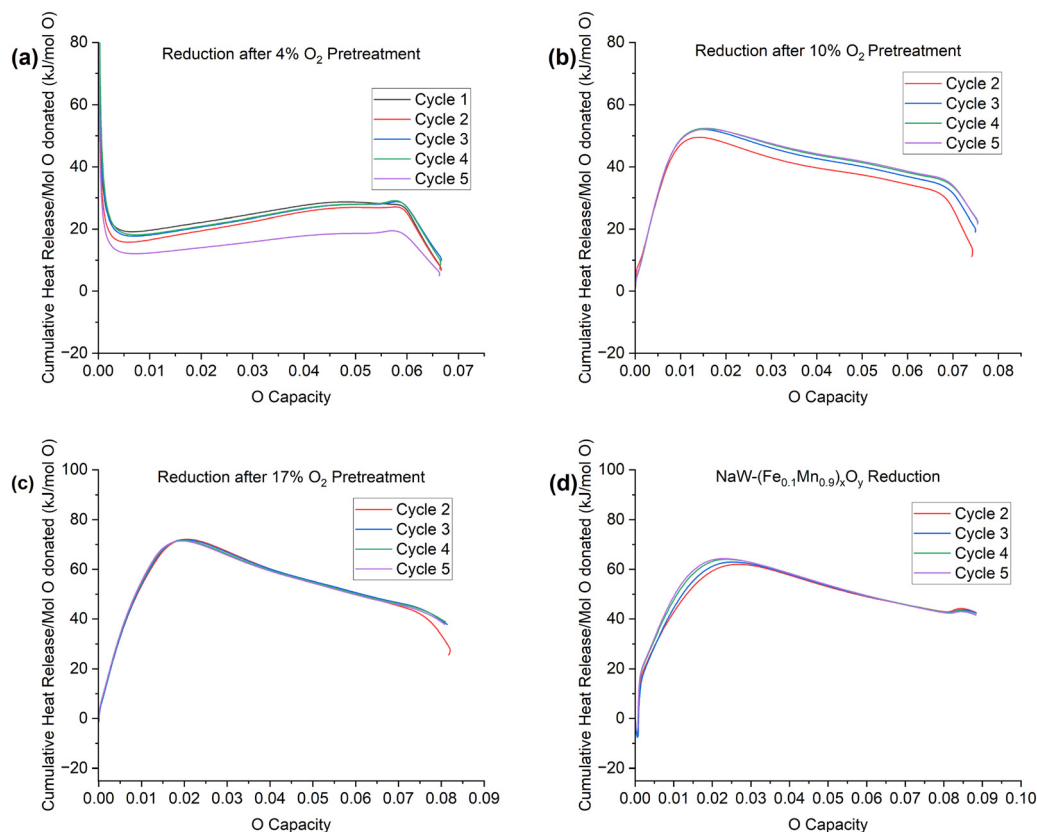 (a)
Cumulative Heat Release/Mol O donated (kJ/mol O)
Reduction after 4% O₂ Pretreatment
Cycle 1
Cycle 2
Cycle 3
Cycle 4
Cycle 5
80
60
40
20
0
−20
0.00 0.01 0.02 0.03 0.04 0.05 0.06 0.07
O Capacity
(b)
Cumulative Heat Release/Mol O donated (kJ/mol O)
Reduction after 10% O₂ Pretreatment
Cycle 2
Cycle 3
Cycle 4
Cycle 5
80
60
40
20
0
−20
0.00 0.01 0.02 0.03 0.04 0.05 0.06 0.07 0.08
O Capacity
(c)
Cumulative Heat Release/Mol O donated (kJ/mol O)
Reduction after 17% O₂ Pretreatment
Cycle 2
Cycle 3
Cycle 4
Cycle 5
100
80
60
40
20
0
−20
0.00 0.01 0.02 0.03 0.04 0.05 0.06 0.07 0.08 0.09
O Capacity
(d)
Cumulative Heat Release/Mol O donated (kJ/mol O)
NaW-(Fe₀.₁Mn₀.₉)ₓOᵧ Reduction
Cycle 2
Cycle 3
Cycle 4
Cycle 5
100
80
60
40
20
0
−20
0.00 0.01 0.02 0.03 0.04 0.05 0.06 0.07 0.08 0.09 0.10
O Capacity